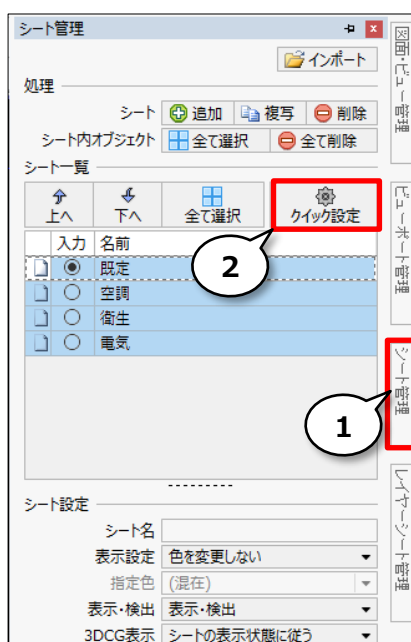 シート管理
インポート
処理
シート 追加 複写 削除
シート内オブジェクト 全て選択 全て削除
シート一覧
上へ 下へ 全て選択 クイック設定
入力 名前
既定
空調
衛生
電気
2
1
シート設定
シート名
表示設定 色を変更しない
指定色 (混在)
表示・検出 表示・検出
3DCG表示 シートの表示状態に従う
図面・ビュー管理
ビューポート管理
シート管理
レイヤーシート管理